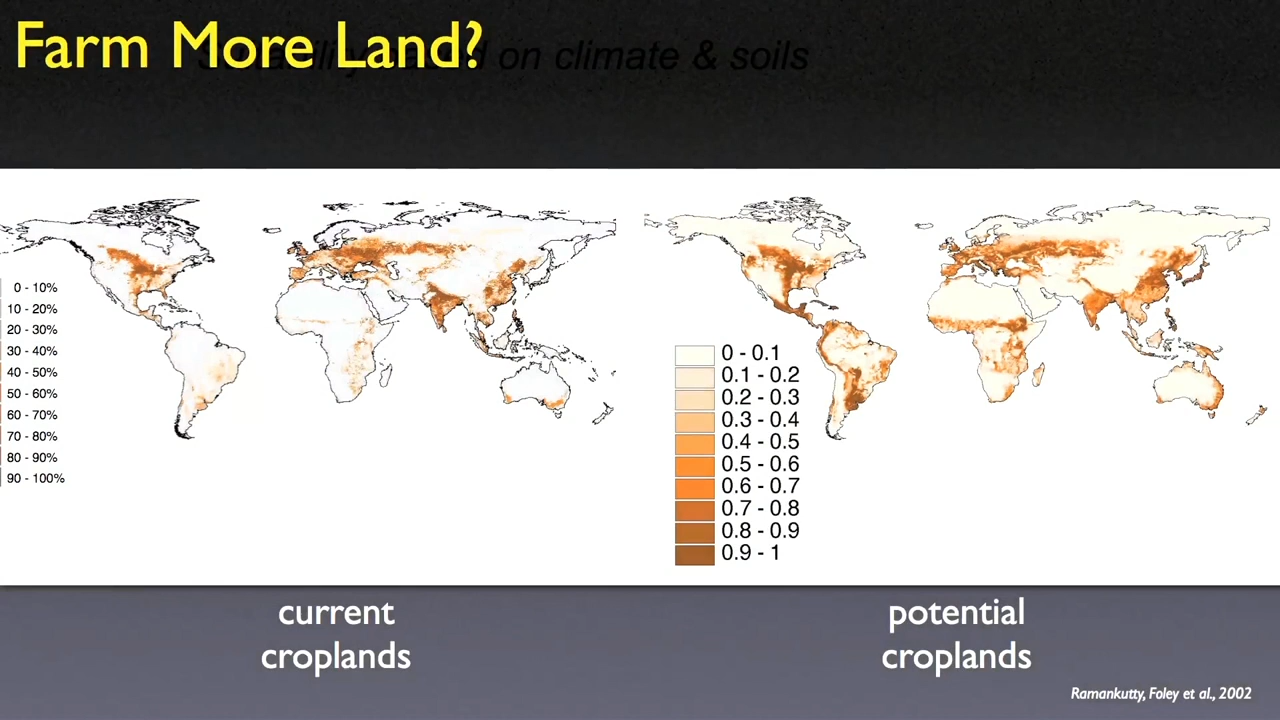 Farm More Land?
on climate & soils
0 - 10%
10 - 20%
20 - 30%
30 - 40%
40 - 50%
50 - 60%
60 - 70%
70 - 80%
80 - 90%
90 - 100%
0 - 0.1
0.1 - 0.2
0.2 - 0.3
0.3 - 0.4
0.4 - 0.5
0.5 - 0.6
0.6 - 0.7
0.7 - 0.8
0.8 - 0.9
0.9 - 1
current
croplands
potential
croplands
Ramankutty, Foley et al., 2002